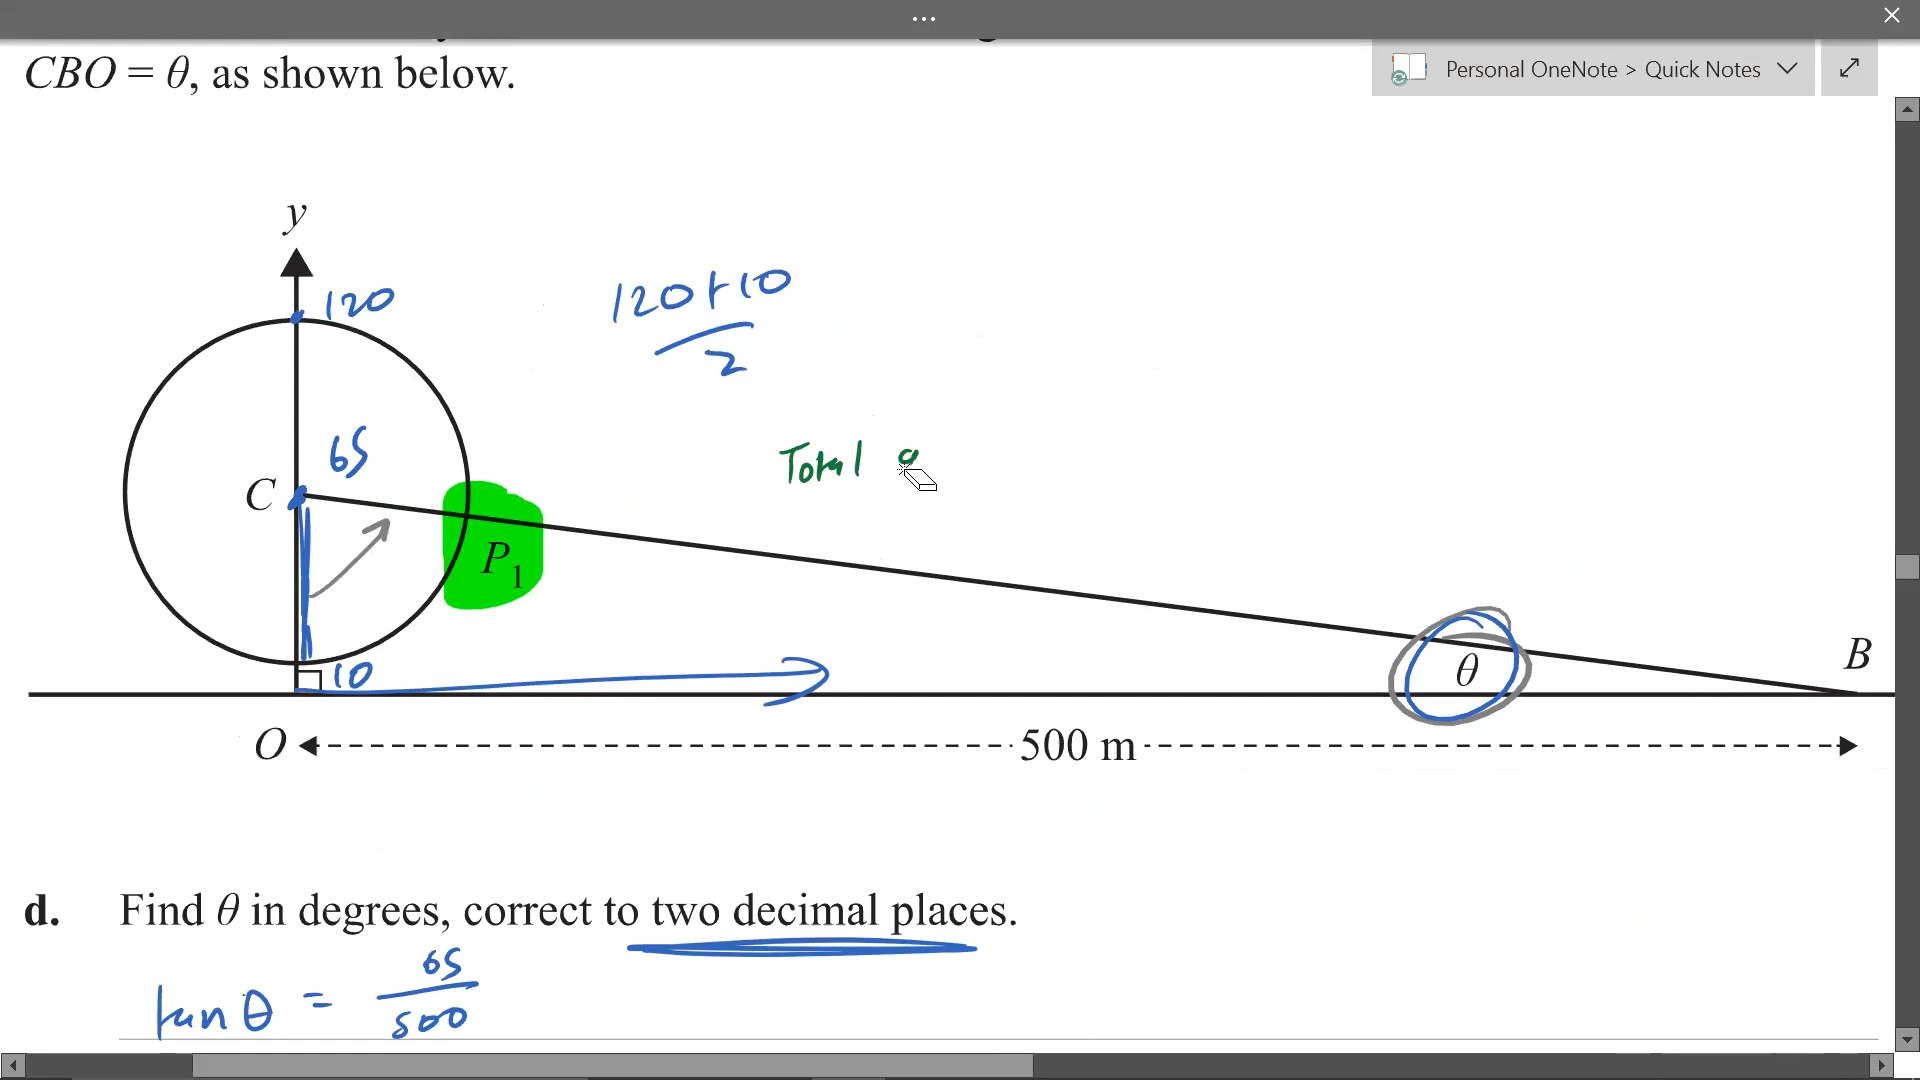 CBO = θ, as shown below.
Personal OneNote > Quick Notes
y
120
120+10
2
65
Total
C
P₁
10
θ
B
O
500 m
d. Find θ in degrees, correct to two decimal places.
tan θ = 65
500